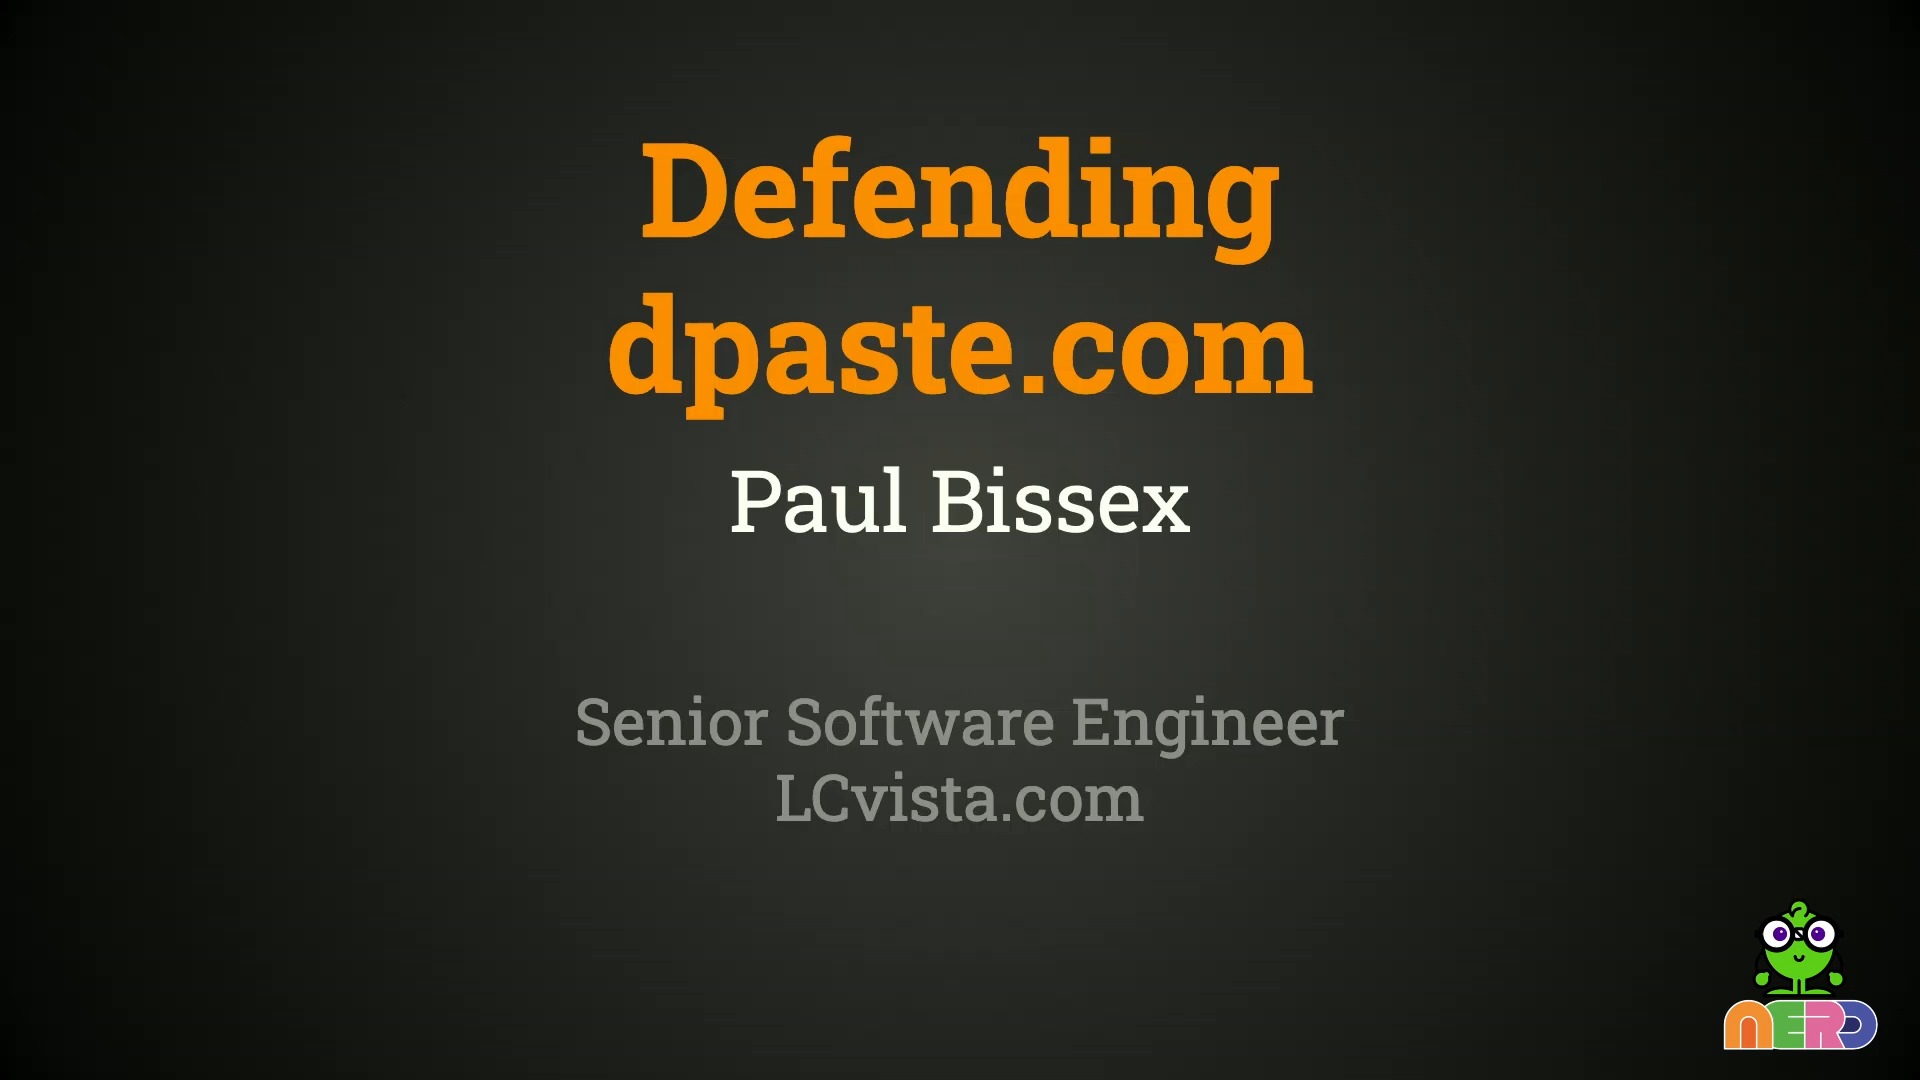 Defending
dpaste.com
Paul Bissex
Senior Software Engineer
LCvista.com
NERD